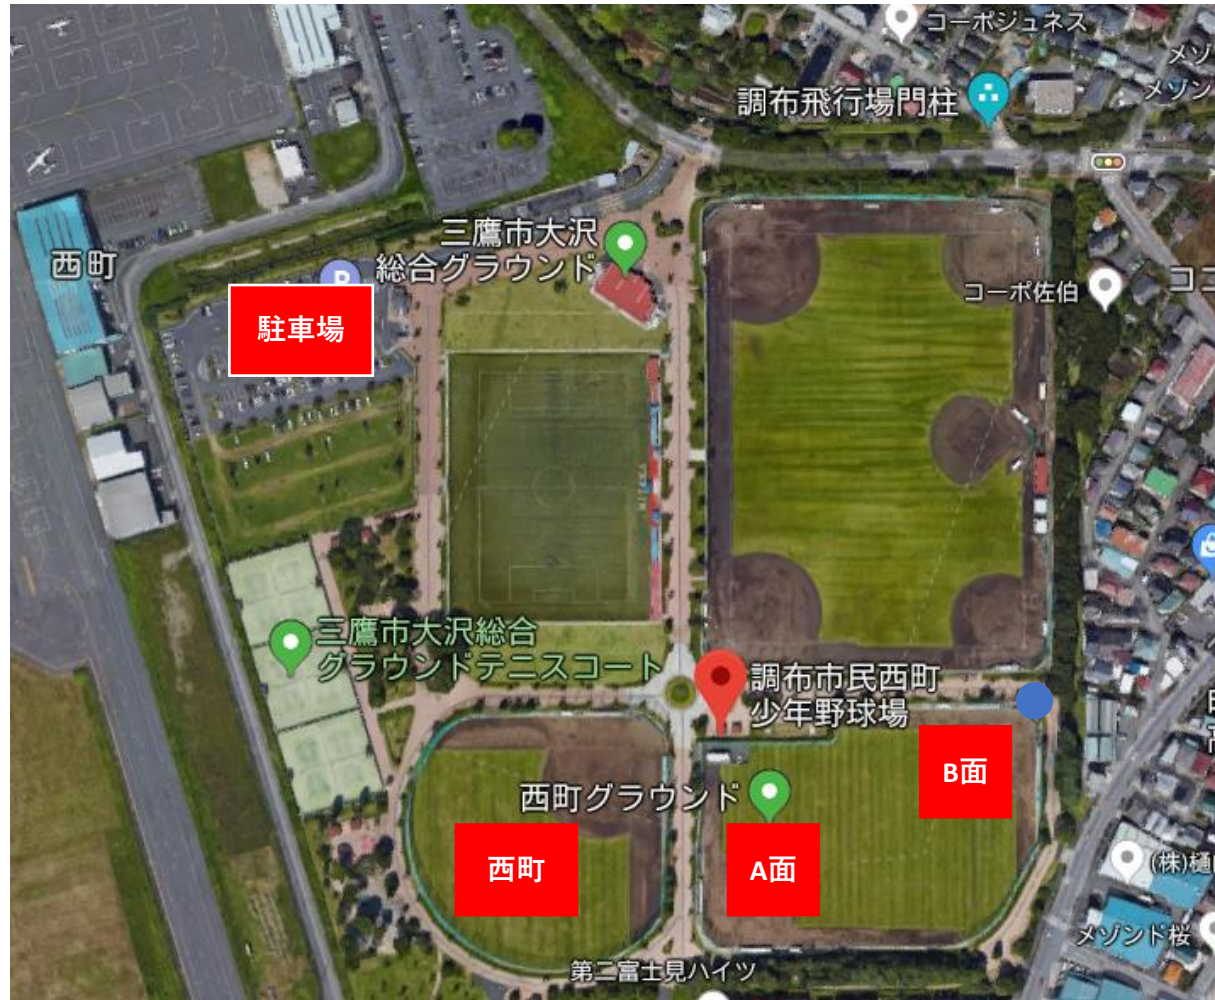 コーポジュネス
メゾ
メゾン
調布飛行場門柱
三鷹市大沢
総合グラウンド
西町
P
駐車場
コーポ佐伯
コニ
三鷹市大沢総合
グラウンドテニスコート
調布市民西町
少年野球場
B面
西町グラウンド
西町
A面
(株)樋
メゾンド桜
第二富士見ハイツ